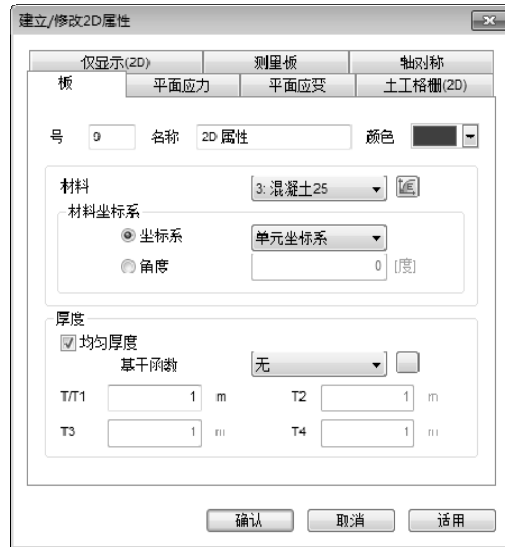 建立/修改2D属性
仅显示(2D) 测量板 轴对称
板 平面应力 平面应变 土工格栅(2D)
号 9 名称 2D 属性 颜色
材料 3: 混凝土25
材料坐标系
坐标系 单元坐标系
角度 0 [度]
厚度
均匀厚度
基于函数 无
T/T1 1 m T2 1 m
T3 1 m T4 1 m
确认 取消 适用